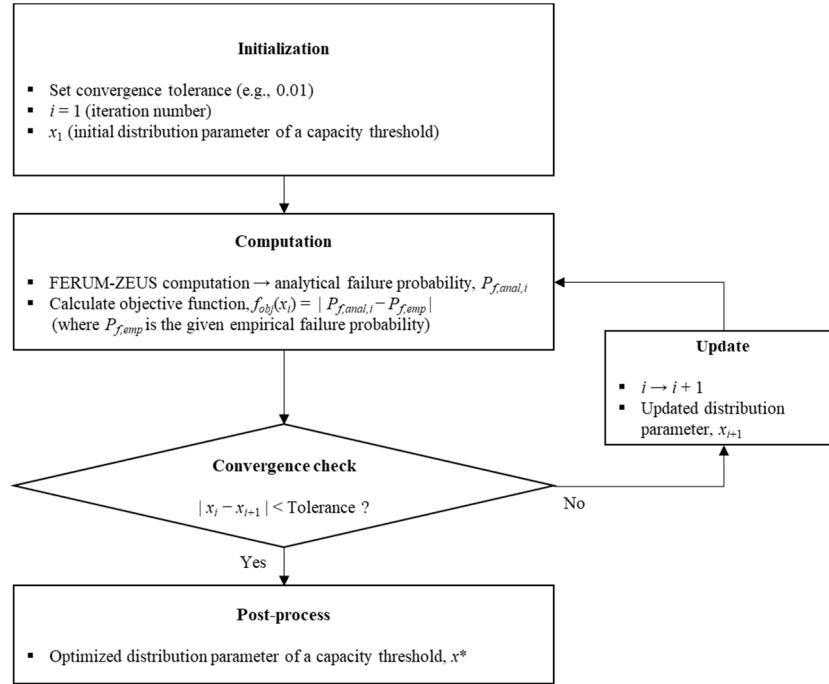 Initialization
▪ Set convergence tolerance (e.g., 0.01)
▪ i = 1 (iteration number)
▪ x1 (initial distribution parameter of a capacity threshold)
Computation
▪ FERUM-ZEUS computation → analytical failure probability, Pf,anal,i
▪ Calculate objective function, fobj(xi) = | Pf,anal,i − Pf,emp |
(where Pf,emp is the given empirical failure probability)
Update
▪ i → i + 1
▪ Updated distribution
parameter, xi+1
Convergence check
| xi − xi+1 | < Tolerance ?
No
Yes
Post-process
▪ Optimized distribution parameter of a capacity threshold, x*